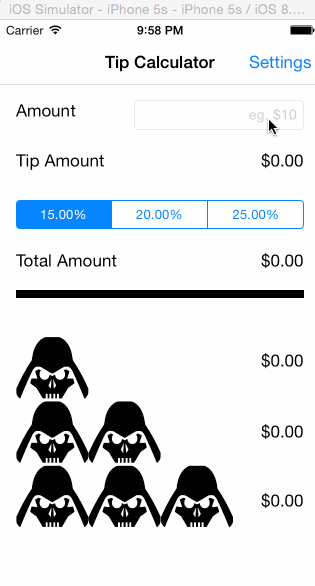 iOS Simulator - iPhone 5s - iPhone 5s / iOS 8....
Carrier 9:58 PM
Tip Calculator Settings
Amount eg, $10
Tip Amount $0.00
15.00% 20.00% 25.00%
Total Amount $0.00
$0.00
$0.00
$0.00